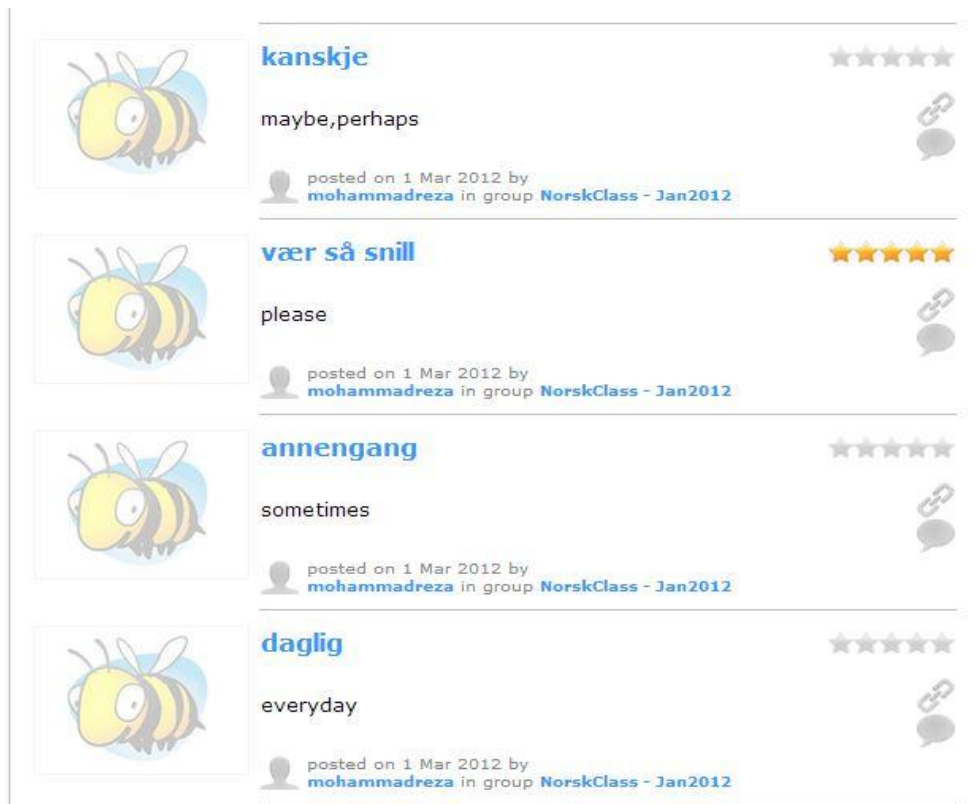 kanskje
maybe,perhaps
posted on 1 Mar 2012 by
mohammadreza in group NorskClass - Jan2012
vær så snill
please
posted on 1 Mar 2012 by
mohammadreza in group NorskClass - Jan2012
annengang
sometimes
posted on 1 Mar 2012 by
mohammadreza in group NorskClass - Jan2012
daglig
everyday
posted on 1 Mar 2012 by
mohammadreza in group NorskClass - Jan2012